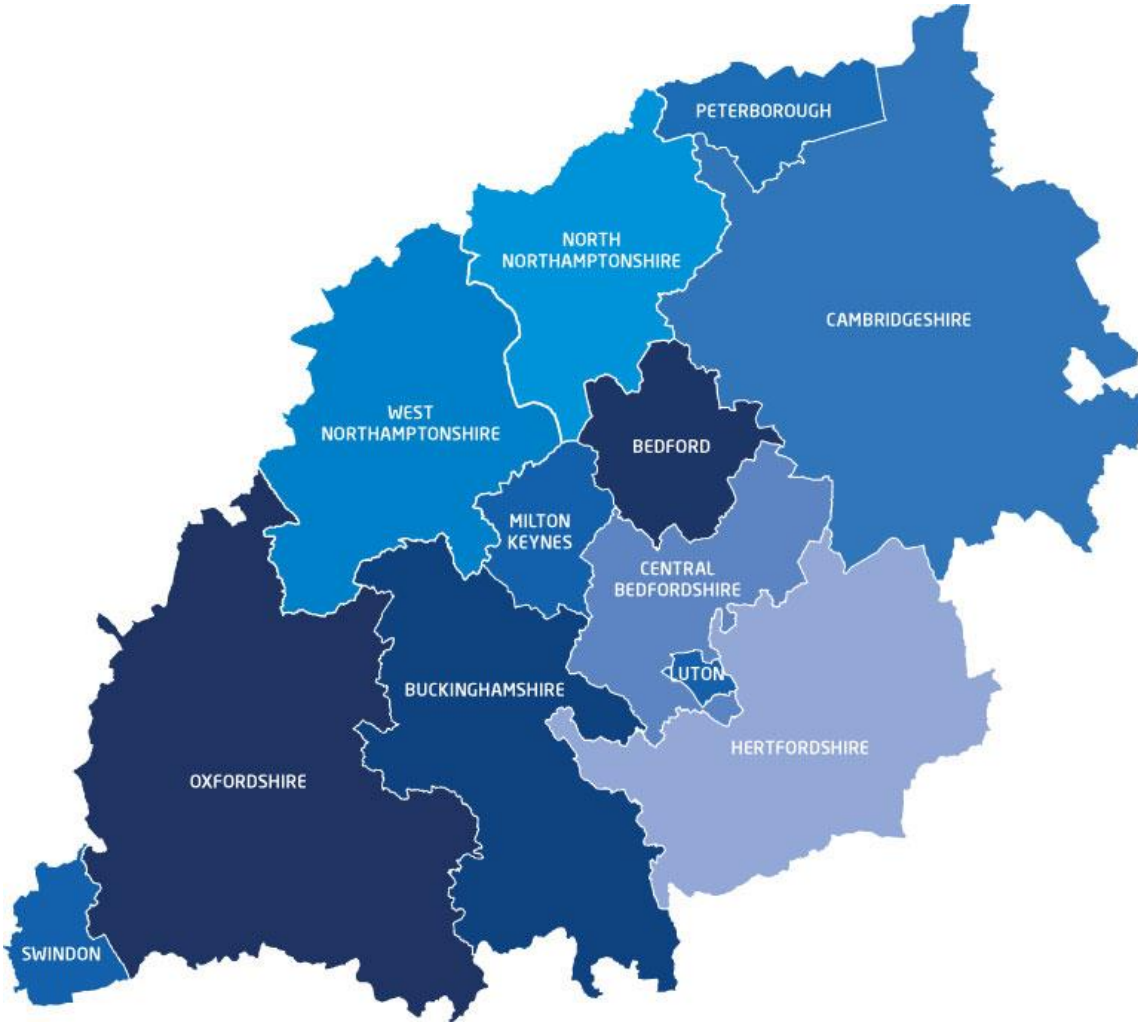 PETERBOROUGH
NORTH
NORTHAMPTONSHIRE
CAMBRIDGESHIRE
WEST
NORTHAMPTONSHIRE
BEDFORD
MILTON
KEYNES
CENTRAL
BEDFORDSHIRE
LUTON
BUCKINGHAMSHIRE
HERTFORDSHIRE
OXFORDSHIRE
SWINDON